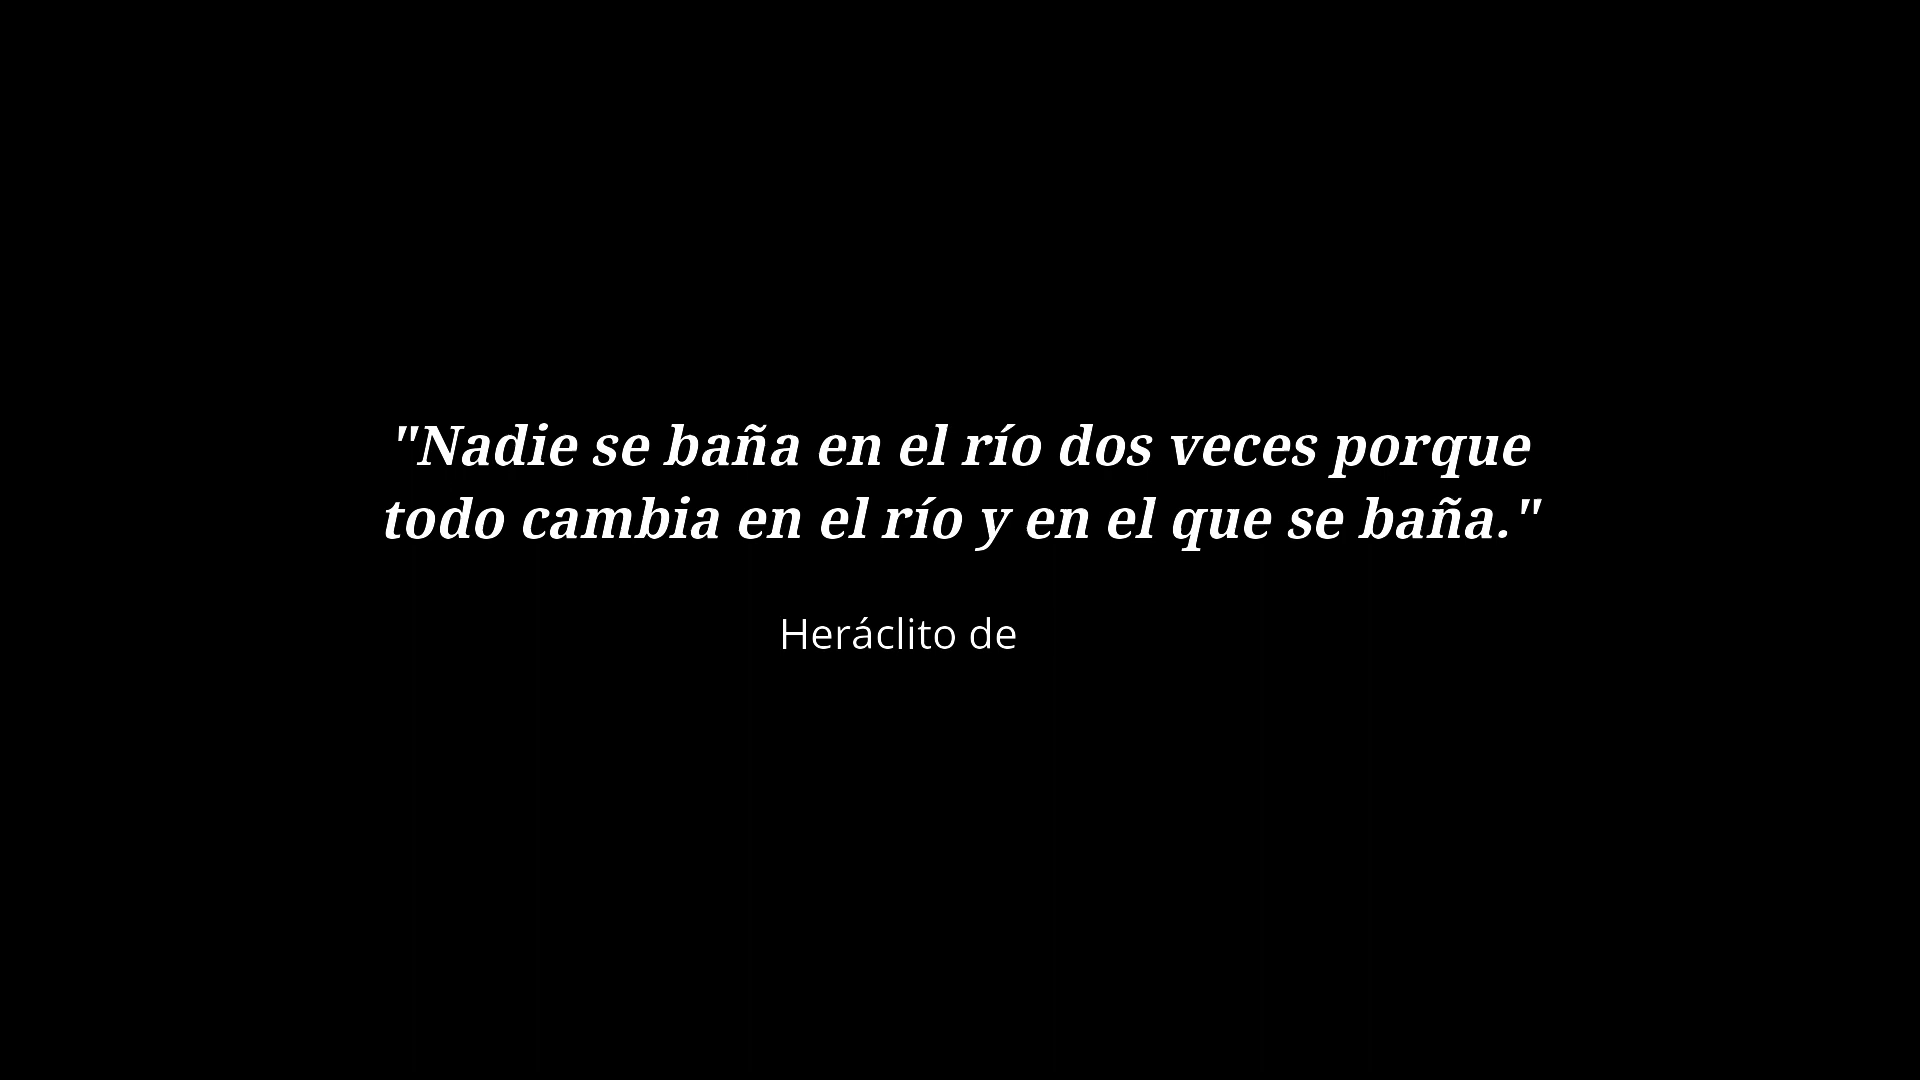 "Nadie se baña en el río dos veces porque
todo cambia en el río y en el que se baña."
Heráclito de